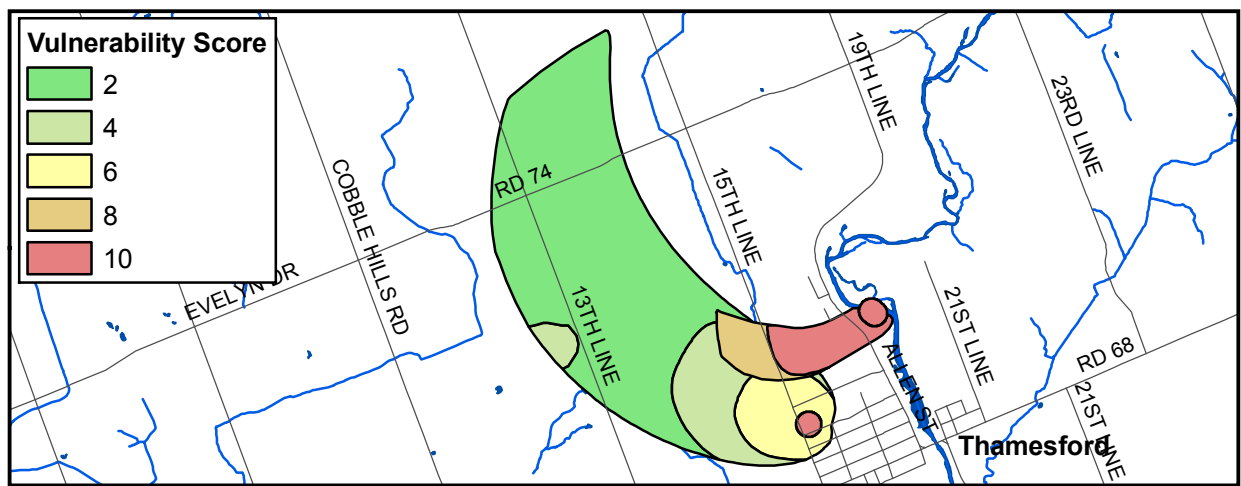 Vulnerability Score
2
4
6
8
10
19TH LINE
23RD LINE
COBBLE HILLS RD
RD 74
15TH LINE
EVELYN DR
13TH LINE
21ST LINE
RD 68
ALLEN ST
21ST LINE
Thamesford